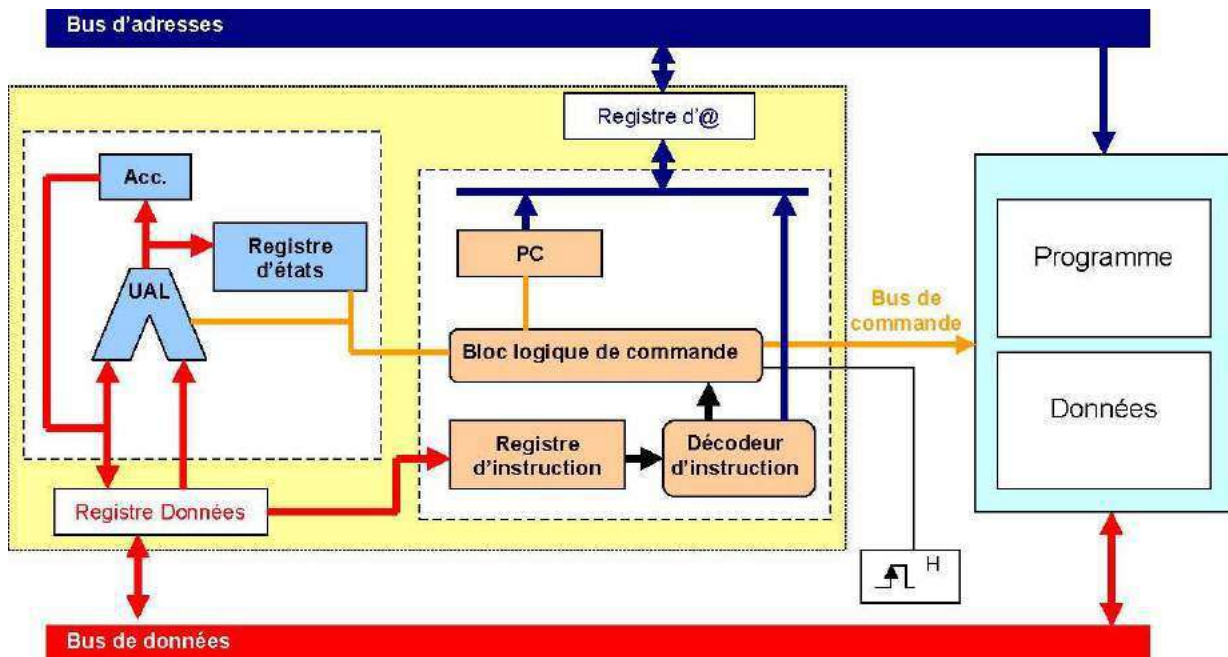 Bus d'adresses
Registre d'@
Acc.
Registre
d'états
UAL
PC
Bus de
commande
Bloc logique de commande
Programme
Données
Registre
d'instruction
Décodeur
d'instruction
Registre Données
H
Bus de données